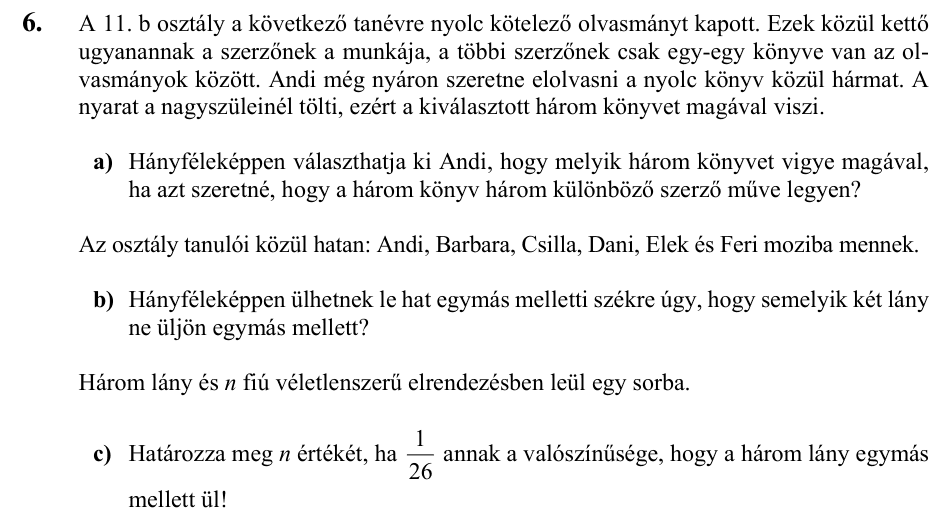 6. A 11. b osztály a következő tanévre nyolc kötelező olvasmányt kapott. Ezek közül kettő
ugyanannak a szerzőnek a munkája, a többi szerzőnek csak egy-egy könyve van az ol-
vasmányok között. Andi még nyáron szeretne elolvasni a nyolc könyv közül hármat. A
nyarat a nagyszüleinél tölti, ezért a kiválasztott három könyvet magával viszi.
a) Hányféleképpen választhatja ki Andi, hogy melyik három könyvet vigye magával,
ha azt szeretné, hogy a három könyv három különböző szerző műve legyen?
Az osztály tanulói közül hatan: Andi, Barbara, Csilla, Dani, Elek és Feri moziba mennek.
b) Hányféleképpen ülhetnek le hat egymás melletti székre úgy, hogy semelyik két lány
ne üljön egymás mellett?
Három lány és n fiú véletlenszerű elrendezésben leül egy sorba.
c) Határozza meg n értékét, ha 1/26 annak a valószínűsége, hogy a három lány egymás
mellett ül!